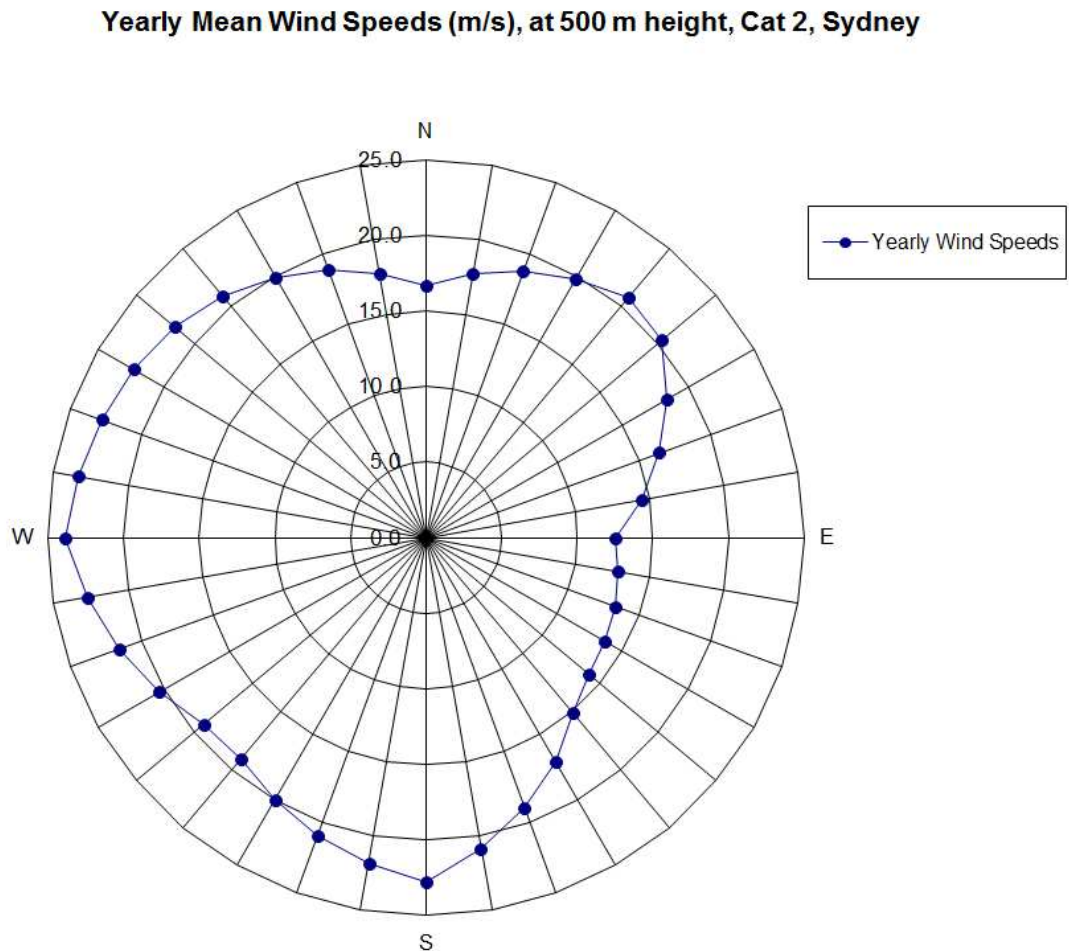 Yearly Mean Wind Speeds (m/s), at 500 m height, Cat 2, Sydney
N
25.0
20.0
15.0
10.0
5.0
0.0
W
E
S
Yearly Wind Speeds